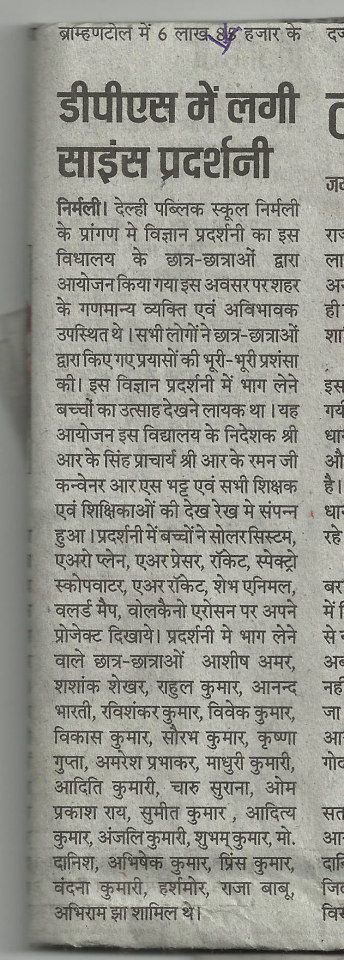 ब्राम्हणटोल में 6 लाख हजार के
डीपीएस में लगी
साइंस प्रदर्शनी
निर्मली। देल्ही पब्लिक स्कूल निर्मली
के प्रांगण मे विज्ञान प्रदर्शनी का इस
विधालय के छात्र-छात्राओं द्वारा
आयोजन किया गया इस अवसर पर शहर
के गणमान्य व्यक्ति एवं अविभावक
उपस्थित थे । सभी लोगों ने छात्र-छात्राओं
द्वारा किए गए प्रयासों की भूरी-भूरी प्रशंसा
की। इस विज्ञान प्रदर्शनी में भाग लेने
बच्चों का उत्साह देखने लायक था । यह
आयोजन इस विद्यालय के निदेशक श्री
आर के सिंह प्राचार्य श्री आर के रमन जी
कन्वेनर आर.एस भट्ट एवं सभी शिक्षक
एवं शिक्षिकाओं की देख रेख मे संपन्न
हुआ । प्रदर्शनी में बच्चों ने सोलर सिस्टम,
एअरो प्लेन, एअर प्रेसर, रॉकेट, स्पेक्ट्रो
स्कोपवाटर, एअर रॉकेट, शेभ एनिमल,
वलर्ड मैप, वोलकैनो एरोसन पर अपने
प्रोजेक्ट दिखाये। प्रदर्शनी मे भाग लेने
वाले छात्र-छात्राओं आशीष अमर,
शशांक शेखर, राहुल कुमार, आनन्द
भारती, रविशंकर कुमार, विवेक कुमार,
विकास कुमार, सौरभ कुमार, कृष्णा
गुप्ता, अमरेश प्रभाकर, माधुरी कुमारी,
आदिति कुमारी, चारु सुराना, ओम
प्रकाश राय, सुमीत कुमार , आदित्य
कुमार, अंजलि कुमारी, शुभम् कुमार, मो.
दानिश, अभिषेक कुमार, प्रिंस कुमार,
वंदना कुमारी, हर्शमोर, राजा बाबू,
अभिराम झा शामिल थे।